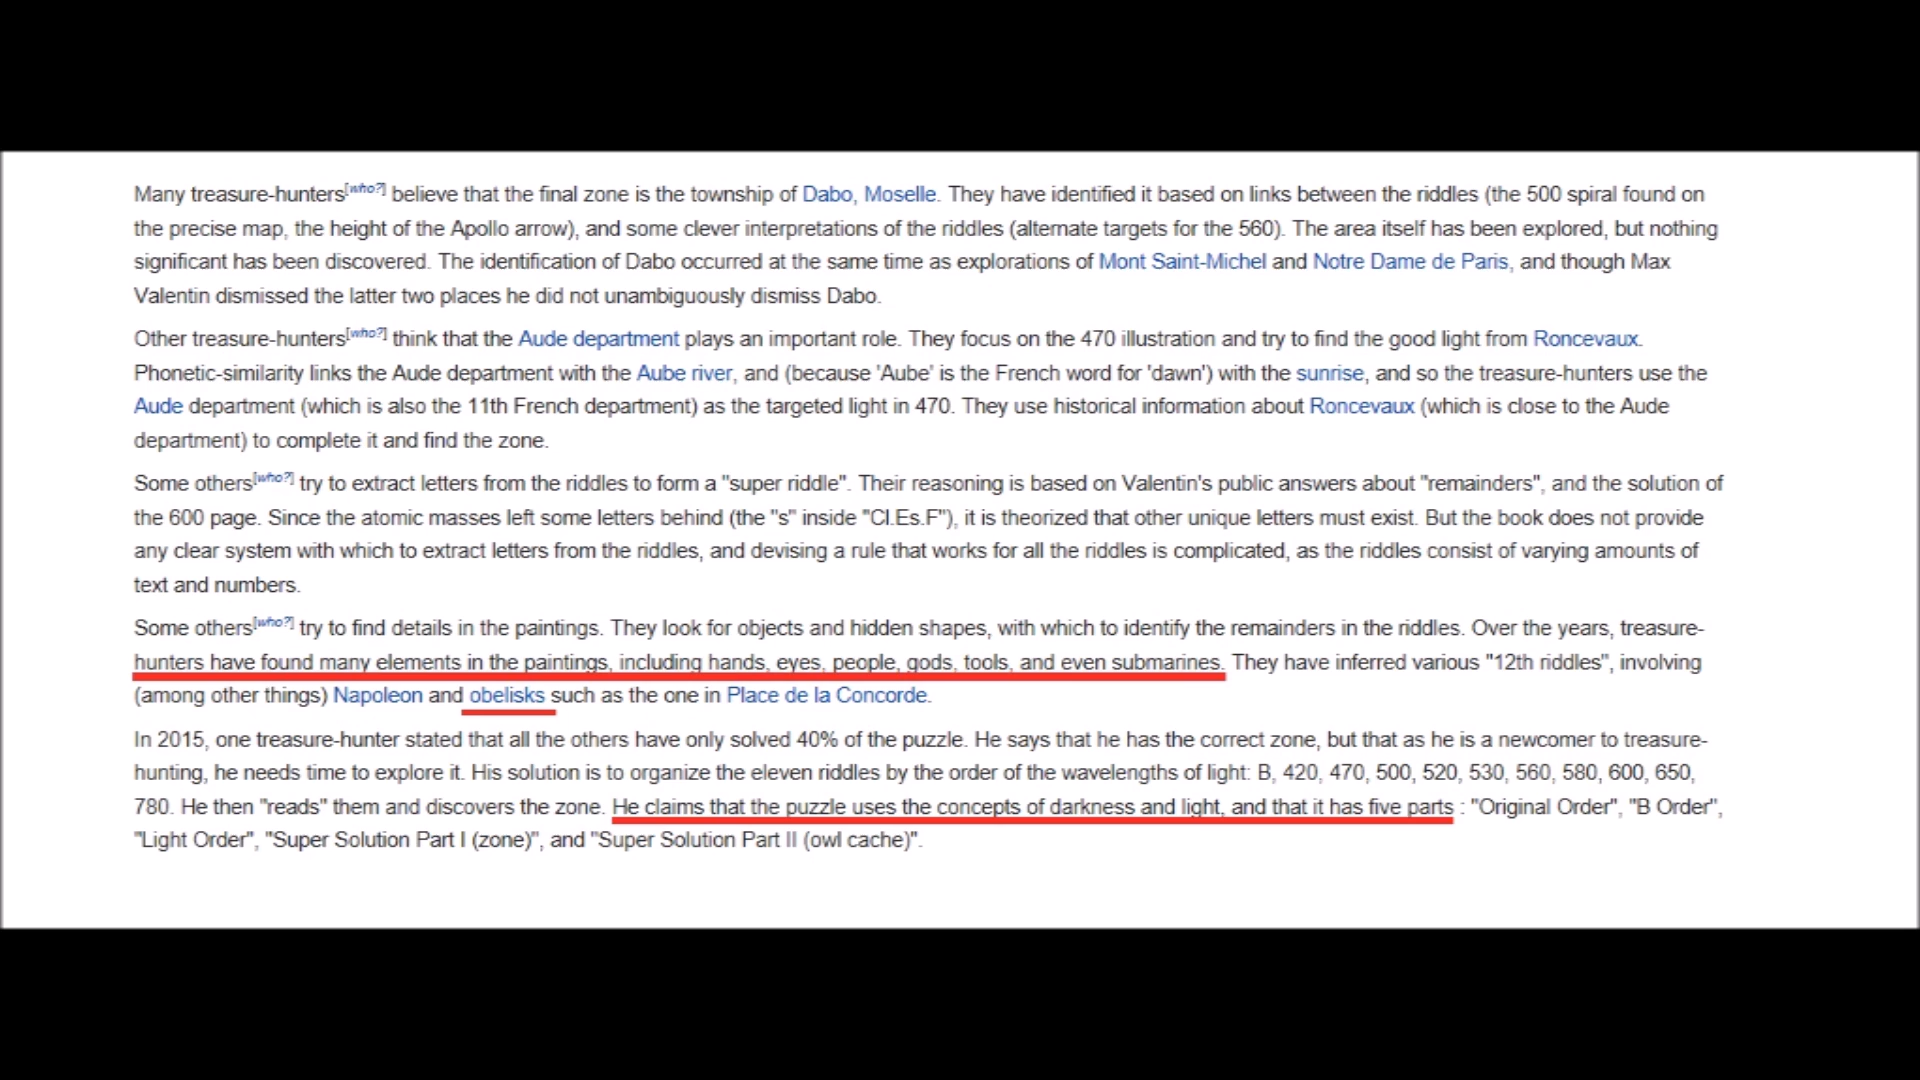 Many treasure-hunters[who?] believe that the final zone is the township of Dabo, Moselle. They have identified it based on links between the riddles (the 500 spiral found on
the precise map, the height of the Apollo arrow), and some clever interpretations of the riddles (alternate targets for the 560). The area itself has been explored, but nothing
significant has been discovered. The identification of Dabo occurred at the same time as explorations of Mont Saint-Michel and Notre Dame de Paris, and though Max
Valentin dismissed the latter two places he did not unambiguously dismiss Dabo.
Other treasure-hunters[who?] think that the Aude department plays an important role. They focus on the 470 illustration and try to find the good light from Roncevaux.
Phonetic-similarity links the Aude department with the Aube river, and (because 'Aube' is the French word for 'dawn') with the sunrise, and so the treasure-hunters use the
Aude department (which is also the 11th French department) as the targeted light in 470. They use historical information about Roncevaux (which is close to the Aude
department) to complete it and find the zone.
Some others[who?] try to extract letters from the riddles to form a "super riddle". Their reasoning is based on Valentin's public answers about "remainders", and the solution of
the 600 page. Since the atomic masses left some letters behind (the "s" inside "Cl.Es.F"), it is theorized that other unique letters must exist. But the book does not provide
any clear system with which to extract letters from the riddles, and devising a rule that works for all the riddles is complicated, as the riddles consist of varying amounts of
text and numbers.
Some others[who?] try to find details in the paintings. They look for objects and hidden shapes, with which to identify the remainders in the riddles. Over the years, treasure-
hunters have found many elements in the paintings, including hands, eyes, people, gods, tools, and even submarines. They have inferred various "12th riddles", involving
(among other things) Napoleon and obelisks such as the one in Place de la Concorde.
In 2015, one treasure-hunter stated that all the others have only solved 40% of the puzzle. He says that he has the correct zone, but that as he is a newcomer to treasure-
hunting, he needs time to explore it. His solution is to organize the eleven riddles by the order of the wavelengths of light: B, 420, 470, 500, 520, 530, 560, 580, 600, 650,
780. He then "reads" them and discovers the zone. He claims that the puzzle uses the concepts of darkness and light, and that it has five parts : "Original Order", "B Order",
"Light Order", "Super Solution Part I (zone)", and "Super Solution Part II (owl cache)".